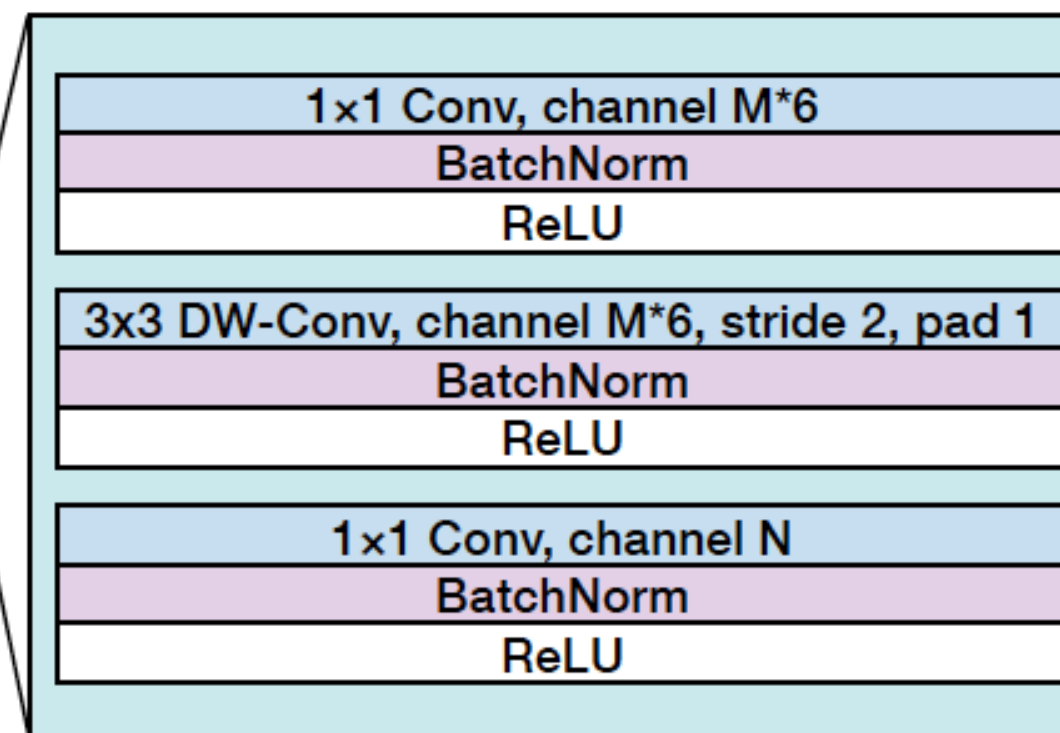 1×1 Conv, channel M*6
BatchNorm
ReLU
3x3 DW-Conv, channel M*6, stride 2, pad 1
BatchNorm
ReLU
1×1 Conv, channel N
BatchNorm
ReLU